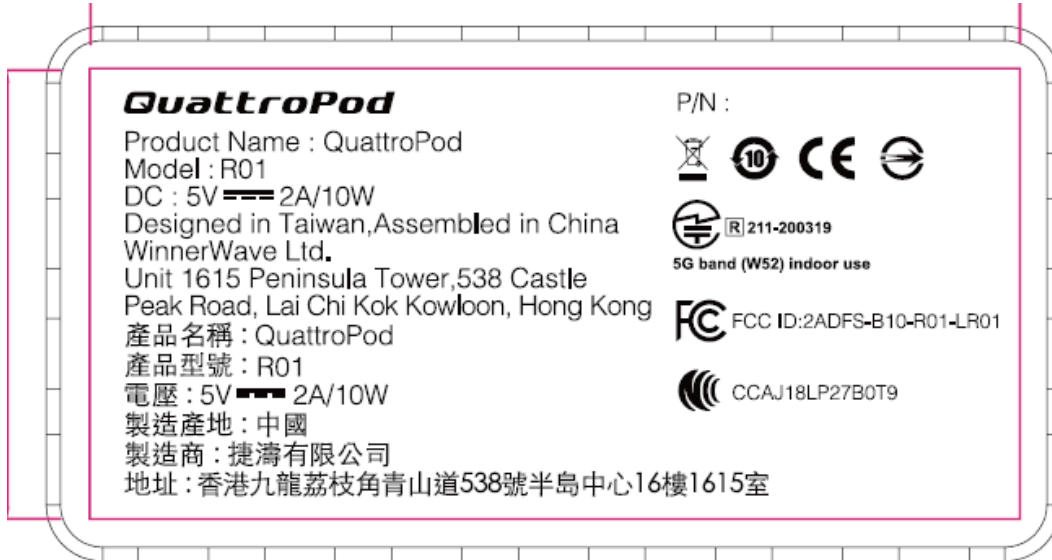 QuattroPod
Product Name : QuattroPod
Model : R01
DC : 5V 2A/10W
Designed in Taiwan,Assembled in China
WinnerWave Ltd.
Unit 1615 Peninsula Tower,538 Castle
Peak Road, Lai Chi Kok Kowloon, Hong Kong
產品名稱：QuattroPod
產品型號：R01
電壓：5V 2A/10W
製造產地：中國
製造商：捷濤有限公司
地址：香港九龍荔枝角青山道538號半島中心16樓1615室
P/N :
10 CE
R 211-200319
5G band (W52) indoor use
FC FCC ID:2ADFS-B10-R01-LR01
CCAJ18LP27B0T9